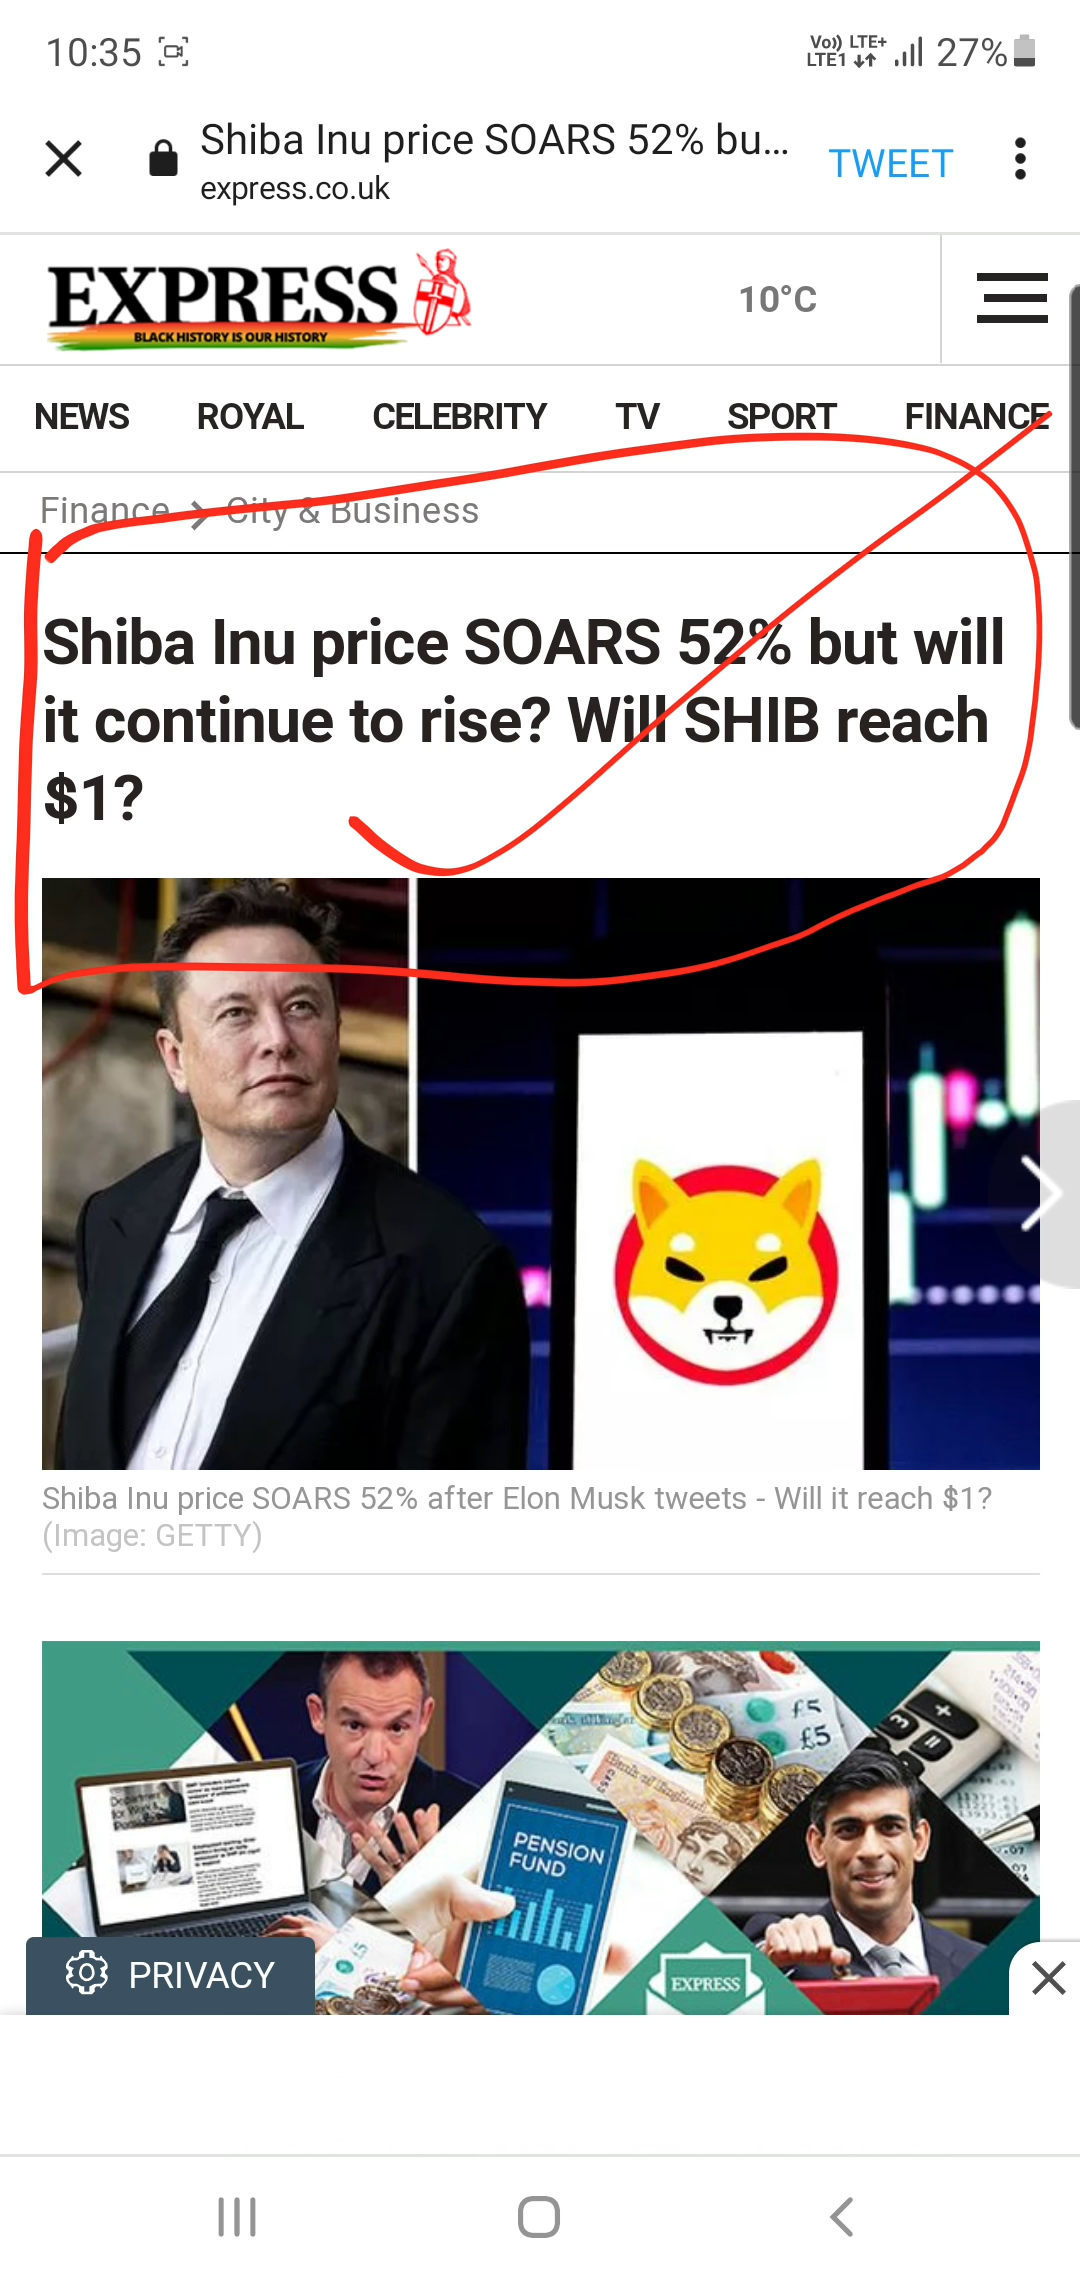 10:35
Vo)) LTE+
LTE1
27%
Shiba Inu price SOARS 52% bu...
express.co.uk
TWEET
EXPRESS
BLACK HISTORY IS OUR HISTORY
10°C
NEWS ROYAL CELEBRITY TV SPORT FINANCE
Finance > City & Business
Shiba Inu price SOARS 52% but will
it continue to rise? Will SHIB reach
$1?
Shiba Inu price SOARS 52% after Elon Musk tweets - Will it reach $1?
(Image: GETTY)
£5
£5
PENSION
FUND
EXPRESS
PRIVACY